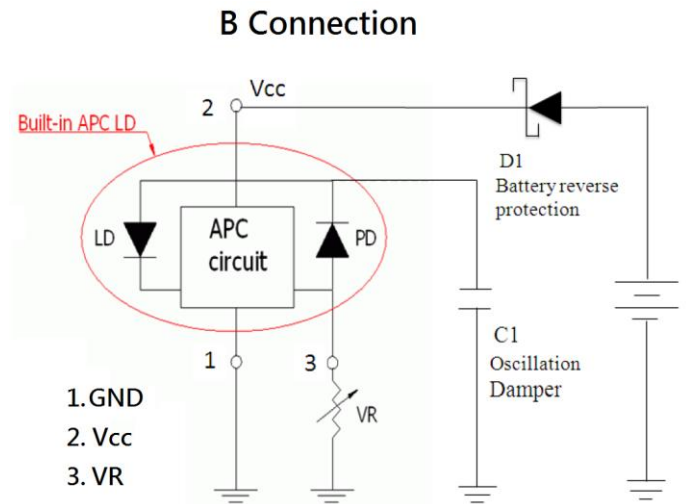 B Connection
2
Vcc
Built-in APC LD
D1
Battery reverse
protection
LD
APC
circuit
PD
1
3
C1
Oscillation
Damper
VR
1.GND
2. Vcc
3. VR